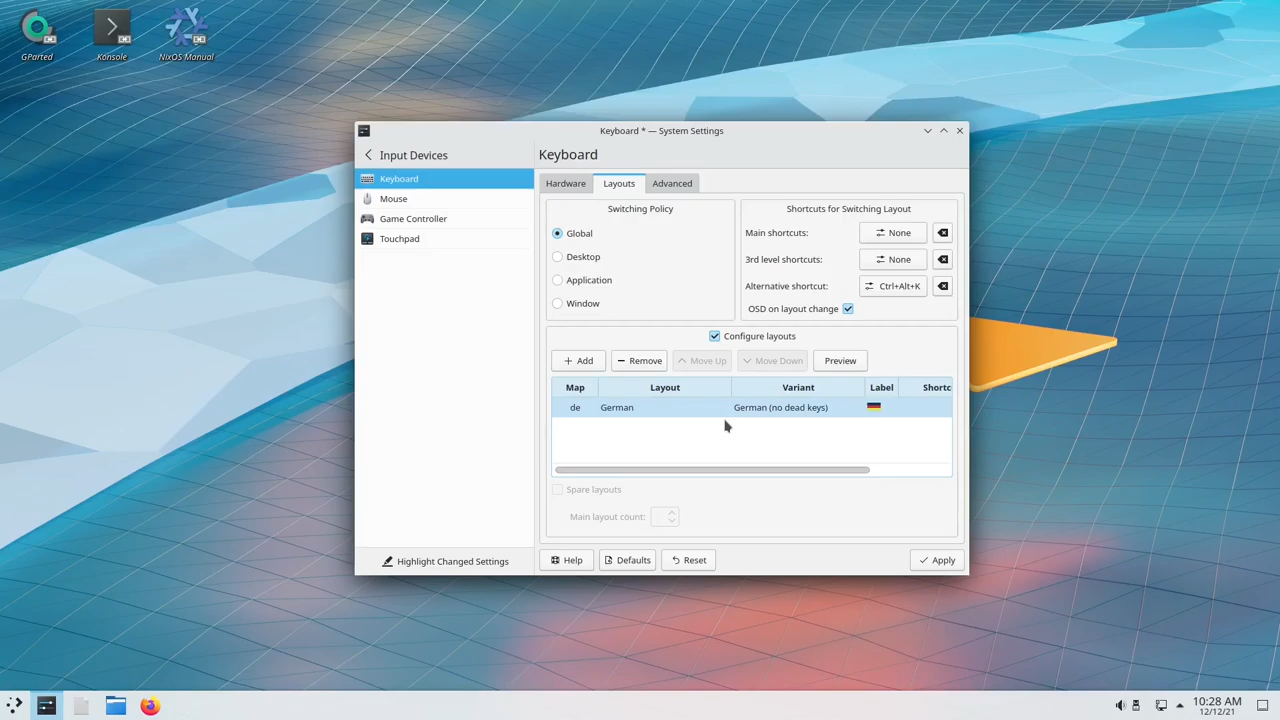 GParted
Konsole
NixOS Manual
Keyboard * — System Settings
Input Devices
Keyboard
Mouse
Game Controller
Touchpad
Highlight Changed Settings
Keyboard
Hardware
Layouts
Advanced
Switching Policy
Global
Desktop
Application
Window
Shortcuts for Switching Layout
Main shortcuts: None
3rd level shortcuts: None
Alternative shortcut: Ctrl+Alt+K
OSD on layout change
Configure layouts
Add
Remove
Move Up
Move Down
Preview
Map Layout Variant Label Shortc
de German German (no dead keys)
Spare layouts
Main layout count:
Help
Defaults
Reset
Apply
10:28 AM
12/12/21